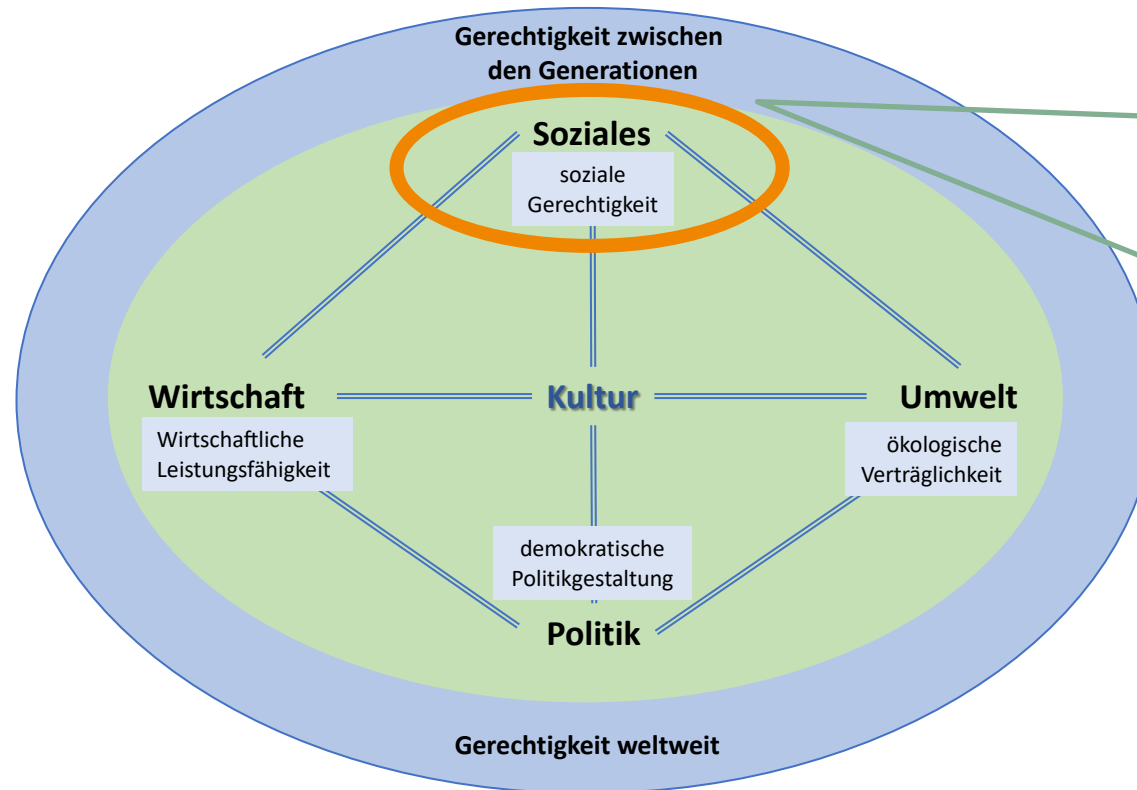 Gerechtigkeit zwischen
den Generationen
Soziales
soziale
Gerechtigkeit
Wirtschaft
Wirtschaftliche
Leistungsfähigkeit
Kultur
Umwelt
ökologische
Verträglichkeit
demokratische
Politikgestaltung
Politik
Gerechtigkeit weltweit